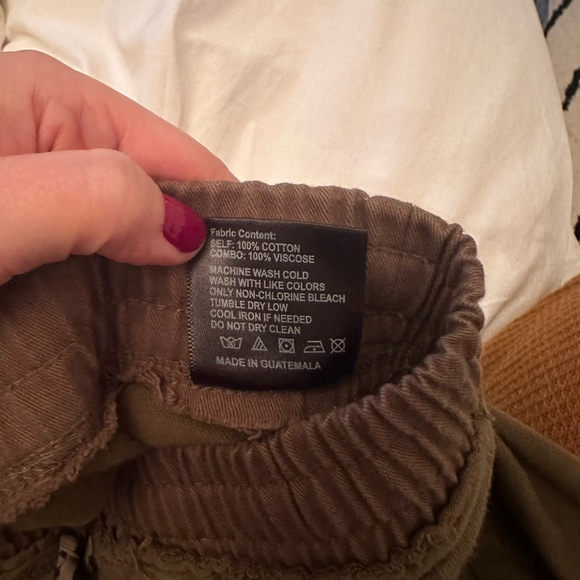 Fabric Content:
SELF: 100% COTTON
COMBO: 100% VISCOSE
MACHINE WASH COLD
WASH WITH LIKE COLORS
ONLY NON-CHLORINE BLEACH
TUMBLE DRY LOW
COOL IRON IF NEEDED
DO NOT DRY CLEAN
MADE IN GUATEMALA